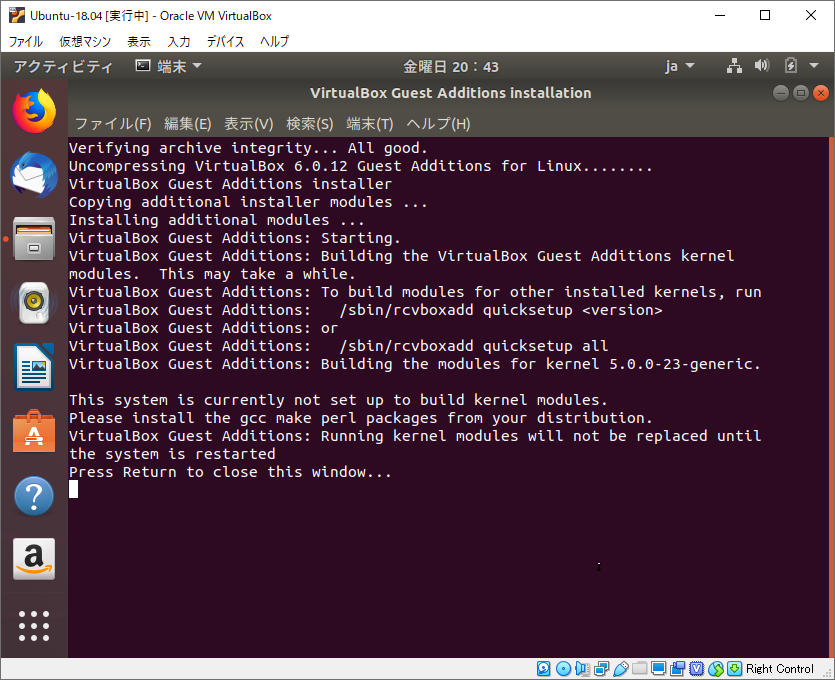 Ubuntu-18.04 [実行中] - Oracle VM VirtualBox
ファイル 仮想マシン 表示 入力 デバイス ヘルプ
アクティビティ 端末 金曜日 20：43 ja
VirtualBox Guest Additions installation
ファイル(F) 編集(E) 表示(V) 検索(S) 端末(T) ヘルプ(H)
Verifying archive integrity... All good.
Uncompressing VirtualBox 6.0.12 Guest Additions for Linux........
VirtualBox Guest Additions installer
Copying additional installer modules ...
Installing additional modules ...
VirtualBox Guest Additions: Starting.
VirtualBox Guest Additions: Building the VirtualBox Guest Additions kernel
modules.  This may take a while.
VirtualBox Guest Additions: To build modules for other installed kernels, run
VirtualBox Guest Additions:   /sbin/rcvboxadd quicksetup <version>
VirtualBox Guest Additions: or
VirtualBox Guest Additions:   /sbin/rcvboxadd quicksetup all
VirtualBox Guest Additions: Building the modules for kernel 5.0.0-23-generic.
This system is currently not set up to build kernel modules.
Please install the gcc make perl packages from your distribution.
VirtualBox Guest Additions: Running kernel modules will not be replaced until
the system is restarted
Press Return to close this window...
Right Control